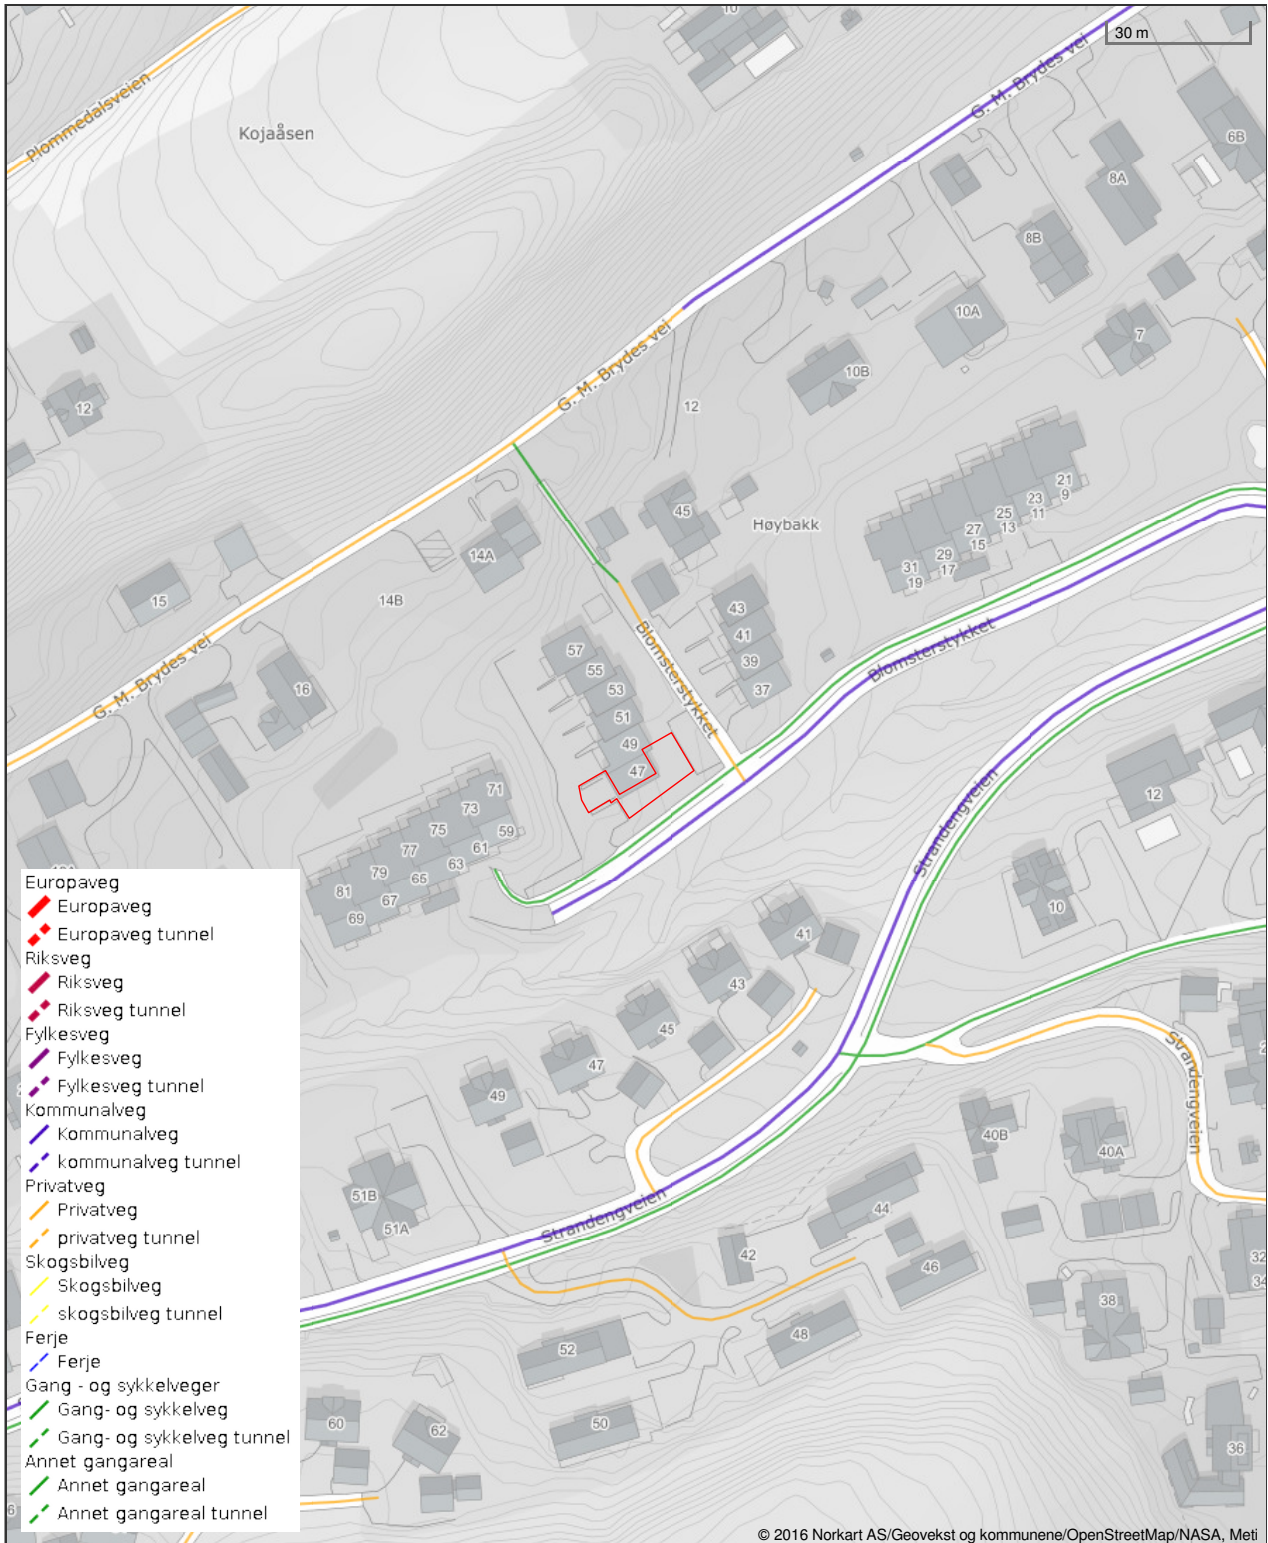 10
30 m
G. M. Brydes vei
Plommedalsveien
Kojaåsen
6B
8A
8B
10A
7
G. M. Brydes vei
10B
12
12
21
9
23
11
25
13
27
15
29
17
31
19
45
Høybakk
14A
15
14B
43
41
39
37
Blomsterstykket
Blomsterstykket
57
55
53
51
49
47
G. M. Brydes vei
16
71
73
75
77
79
81
59
61
63
65
67
69
Strandengveien
12
10
41
43
45
47
49
Strandengveien
40B
40A
51B
51A
Strandengveien
44
42
46
48
38
52
50
60
62
36
Europaveg
Europaveg
Europaveg tunnel
Riksveg
Riksveg
Riksveg tunnel
Fylkesveg
Fylkesveg
Fylkesveg tunnel
Kommunalveg
Kommunalveg
kommunalveg tunnel
Privatveg
Privatveg
privatveg tunnel
Skogsbilveg
Skogsbilveg
skogsbilveg tunnel
Ferje
Ferje
Gang - og sykkelveger
Gang- og sykkelveg
Gang- og sykkelveg tunnel
Annet gangareal
Annet gangareal
Annet gangareal tunnel
© 2016 Norkart AS/Geovekst og kommunene/OpenStreetMap/NASA, Meti